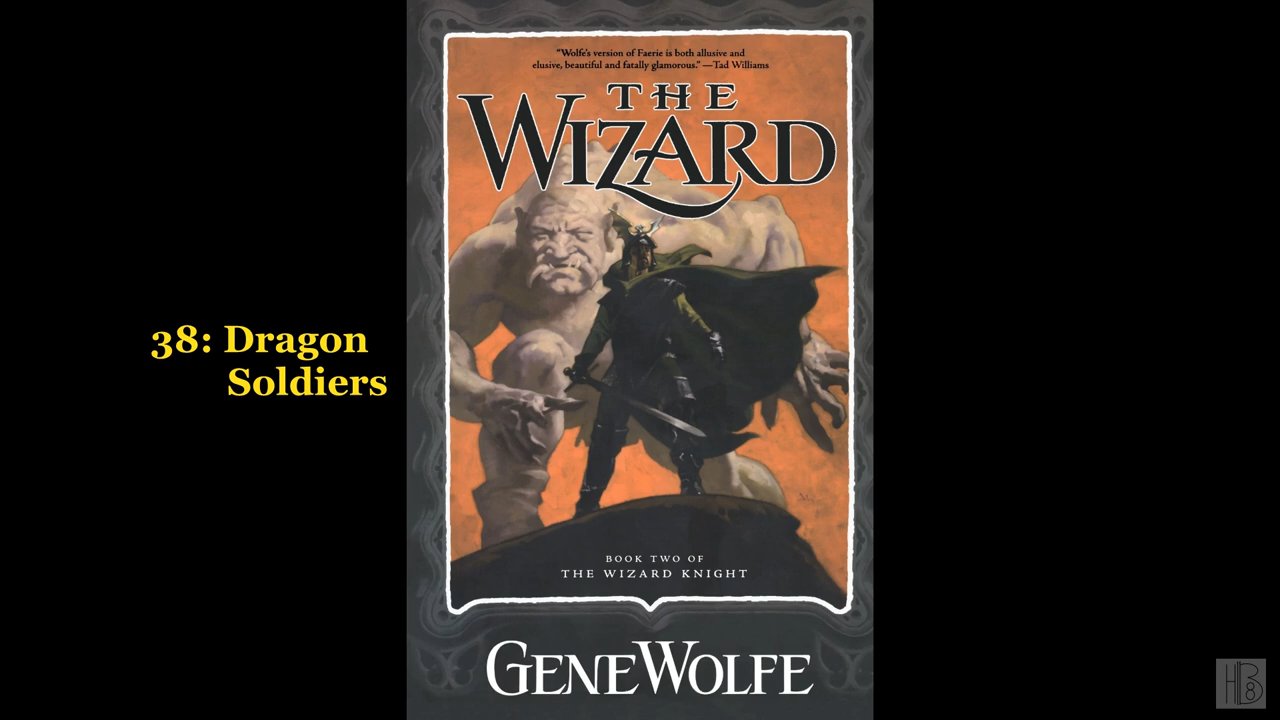 "Wolfe's version of Faerie is both allusive and
elusive, beautiful and fatally glamorous." —Tad Williams
THE
WIZARD
38: Dragon
Soldiers
BOOK TWO OF
THE WIZARD KNIGHT
GENE WOLFE